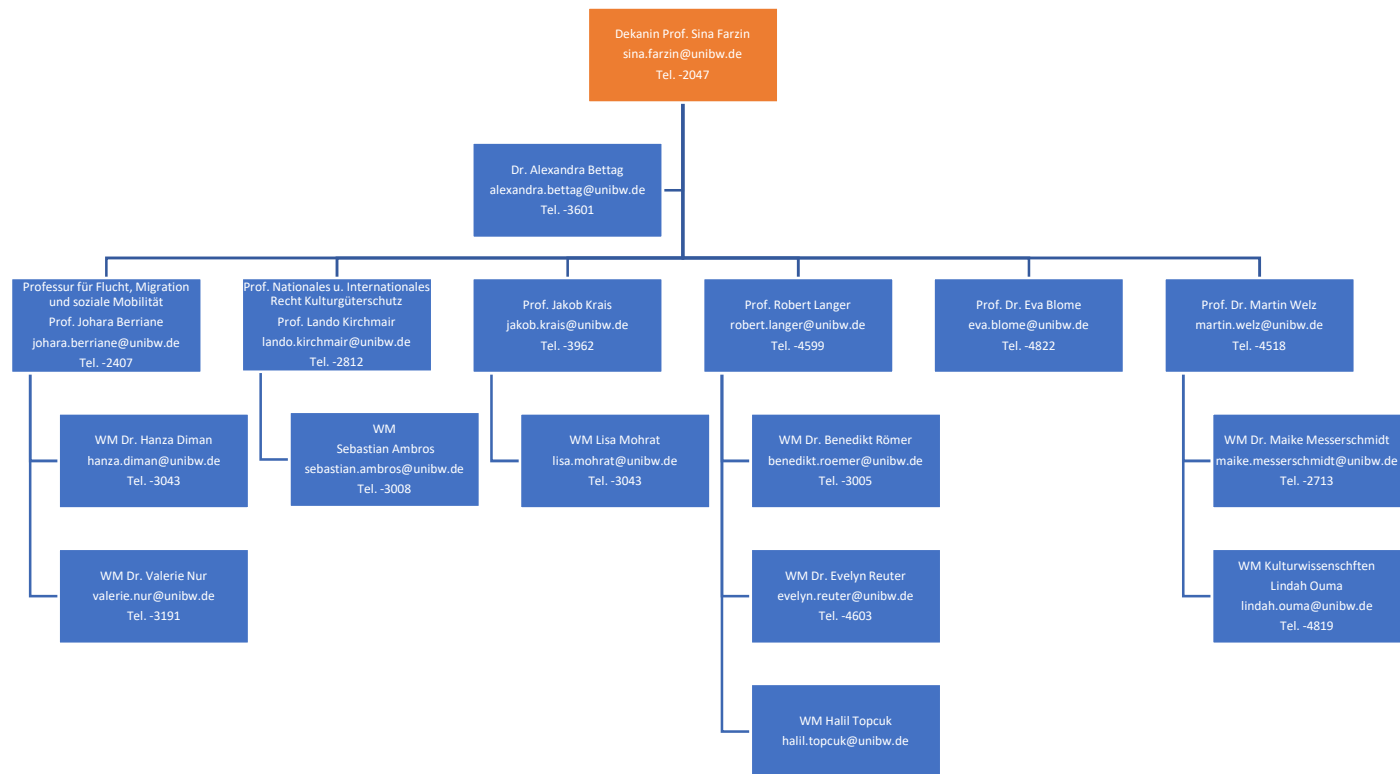 Dekanin Prof. Sina Farzin
sina.farzin@unibw.de
Tel. -2047
Dr. Alexandra Bettag
alexandra.bettag@unibw.de
Tel. -3601
Professur für Flucht, Migration
und soziale Mobilität
Prof. Johara Berriane
johara.berriane@unibw.de
Tel. -2407
Prof. Nationales u. Internationales
Recht Kulturgüterschutz
Prof. Lando Kirchmair
lando.kirchmair@unibw.de
Tel. -2812
Prof. Jakob Krais
jakob.krais@unibw.de
Tel. -3962
Prof. Robert Langer
robert.langer@unibw.de
Tel. -4599
Prof. Dr. Eva Blome
eva.blome@unibw.de
Tel. -4822
Prof. Dr. Martin Welz
martin.welz@unibw.de
Tel. -4518
WM Dr. Hanza Diman
hanza.diman@unibw.de
Tel. -3043
WM
Sebastian Ambros
sebastian.ambros@unibw.de
Tel. -3008
WM Lisa Mohrat
lisa.mohrat@unibw.de
Tel. -3043
WM Dr. Benedikt Römer
benedikt.roemer@unibw.de
Tel. -3005
WM Dr. Maike Messerschmidt
maike.messerschmidt@unibw.de
Tel. -2713
WM Dr. Valerie Nur
valerie.nur@unibw.de
Tel. -3191
WM Dr. Evelyn Reuter
evelyn.reuter@unibw.de
Tel. -4603
WM Kulturwissenschften
Lindah Ouma
lindah.ouma@unibw.de
Tel. -4819
WM Halil Topcuk
halil.topcuk@unibw.de